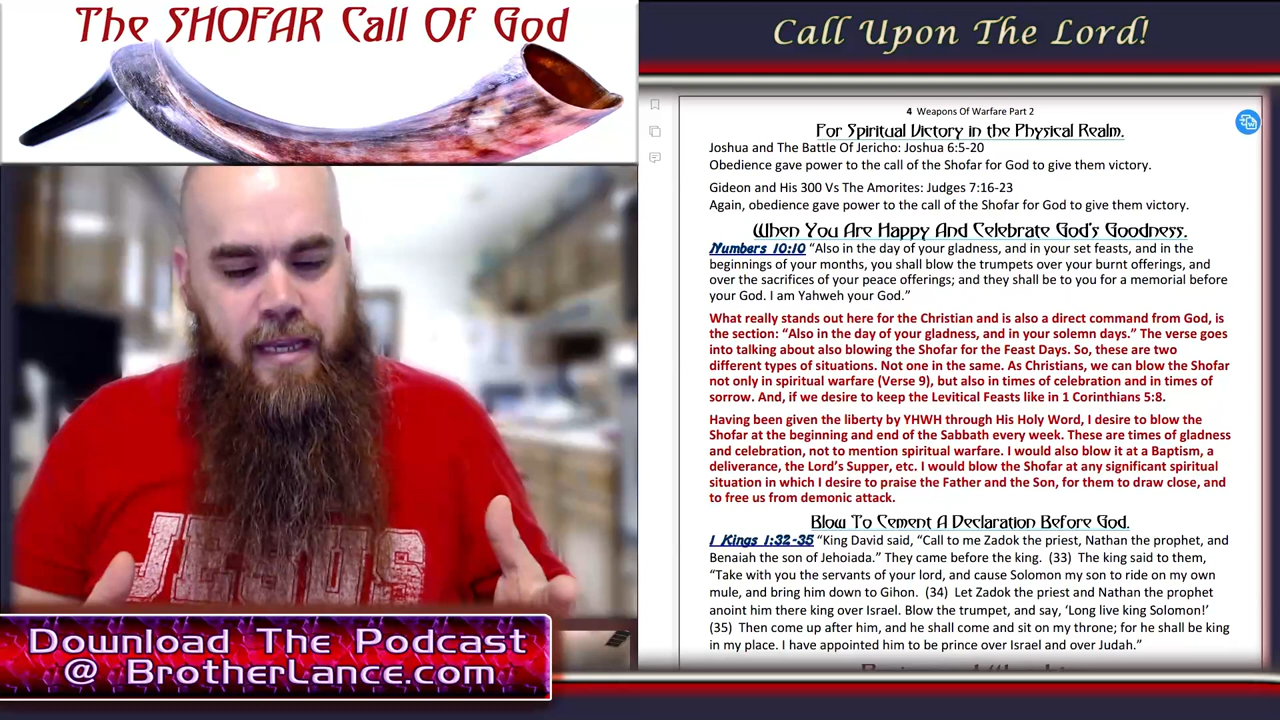 The SHOFAR Call Of God
Call Upon The Lord!
4 Weapons Of Warfare Part 2
For Spiritual Victory in the Physical Realm.
Joshua and The Battle Of Jericho: Joshua 6:5-20
Obedience gave power to the call of the Shofar for God to give them victory.
Gideon and His 300 Vs The Amorites: Judges 7:16-23
Again, obedience gave power to the call of the Shofar for God to give them victory.
When You Are Happy And Celebrate God's Goodness.
Numbers 10:10 “Also in the day of your gladness, and in your set feasts, and in the
beginnings of your months, you shall blow the trumpets over your burnt offerings, and
over the sacrifices of your peace offerings; and they shall be to you for a memorial before
your God. I am Yahweh your God.”
What really stands out here for the Christian and is also a direct command from God, is
the section: “Also in the day of your gladness, and in your solemn days.” The verse goes
into talking about also blowing the Shofar for the Feast Days. So, these are two
different types of situations. Not one in the same. As Christians, we can blow the Shofar
not only in spiritual warfare (Verse 9), but also in times of celebration and in times of
sorrow. And, if we desire to keep the Levitical Feasts like in 1 Corinthians 5:8.
Having been given the liberty by YHWH through His Holy Word, I desire to blow the
Shofar at the beginning and end of the Sabbath every week. These are times of gladness
and celebration, not to mention spiritual warfare. I would also blow it at a Baptism, a
deliverance, the Lord’s Supper, etc. I would blow the Shofar at any significant spiritual
situation in which I desire to praise the Father and the Son, for them to draw close, and
to free us from demonic attack.
Blow To Cement A Declaration Before God.
1 Kings 1:32-35 “King David said, “Call to me Zadok the priest, Nathan the prophet, and
Benaiah the son of Jehoiada.” They came before the king. (33) The king said to them,
“Take with you the servants of your lord, and cause Solomon my son to ride on my own
mule, and bring him down to Gihon. (34) Let Zadok the priest and Nathan the prophet
anoint him there king over Israel. Blow the trumpet, and say, ‘Long live king Solomon!’
(35) Then come up after him, and he shall come and sit on my throne; for he shall be king
in my place. I have appointed him to be prince over Israel and over Judah.”
JESUS
Download The Podcast
@ BrotherLance.com